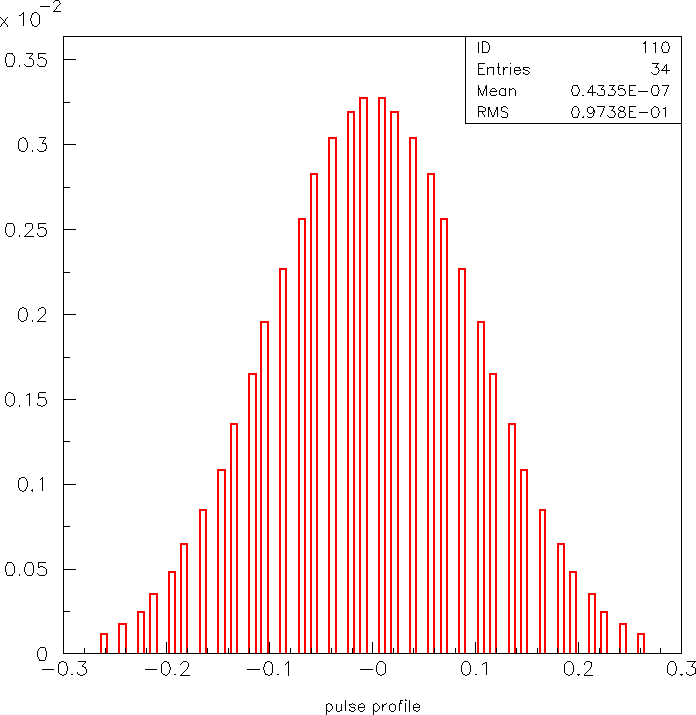 x 10^-2
ID 110
Entries 34
Mean 0.4335E-07
RMS 0.9738E-01
0.35
0.3
0.25
0.2
0.15
0.1
0.05
0
-0.3 -0.2 -0.1 -0 0.1 0.2 0.3
pulse profile